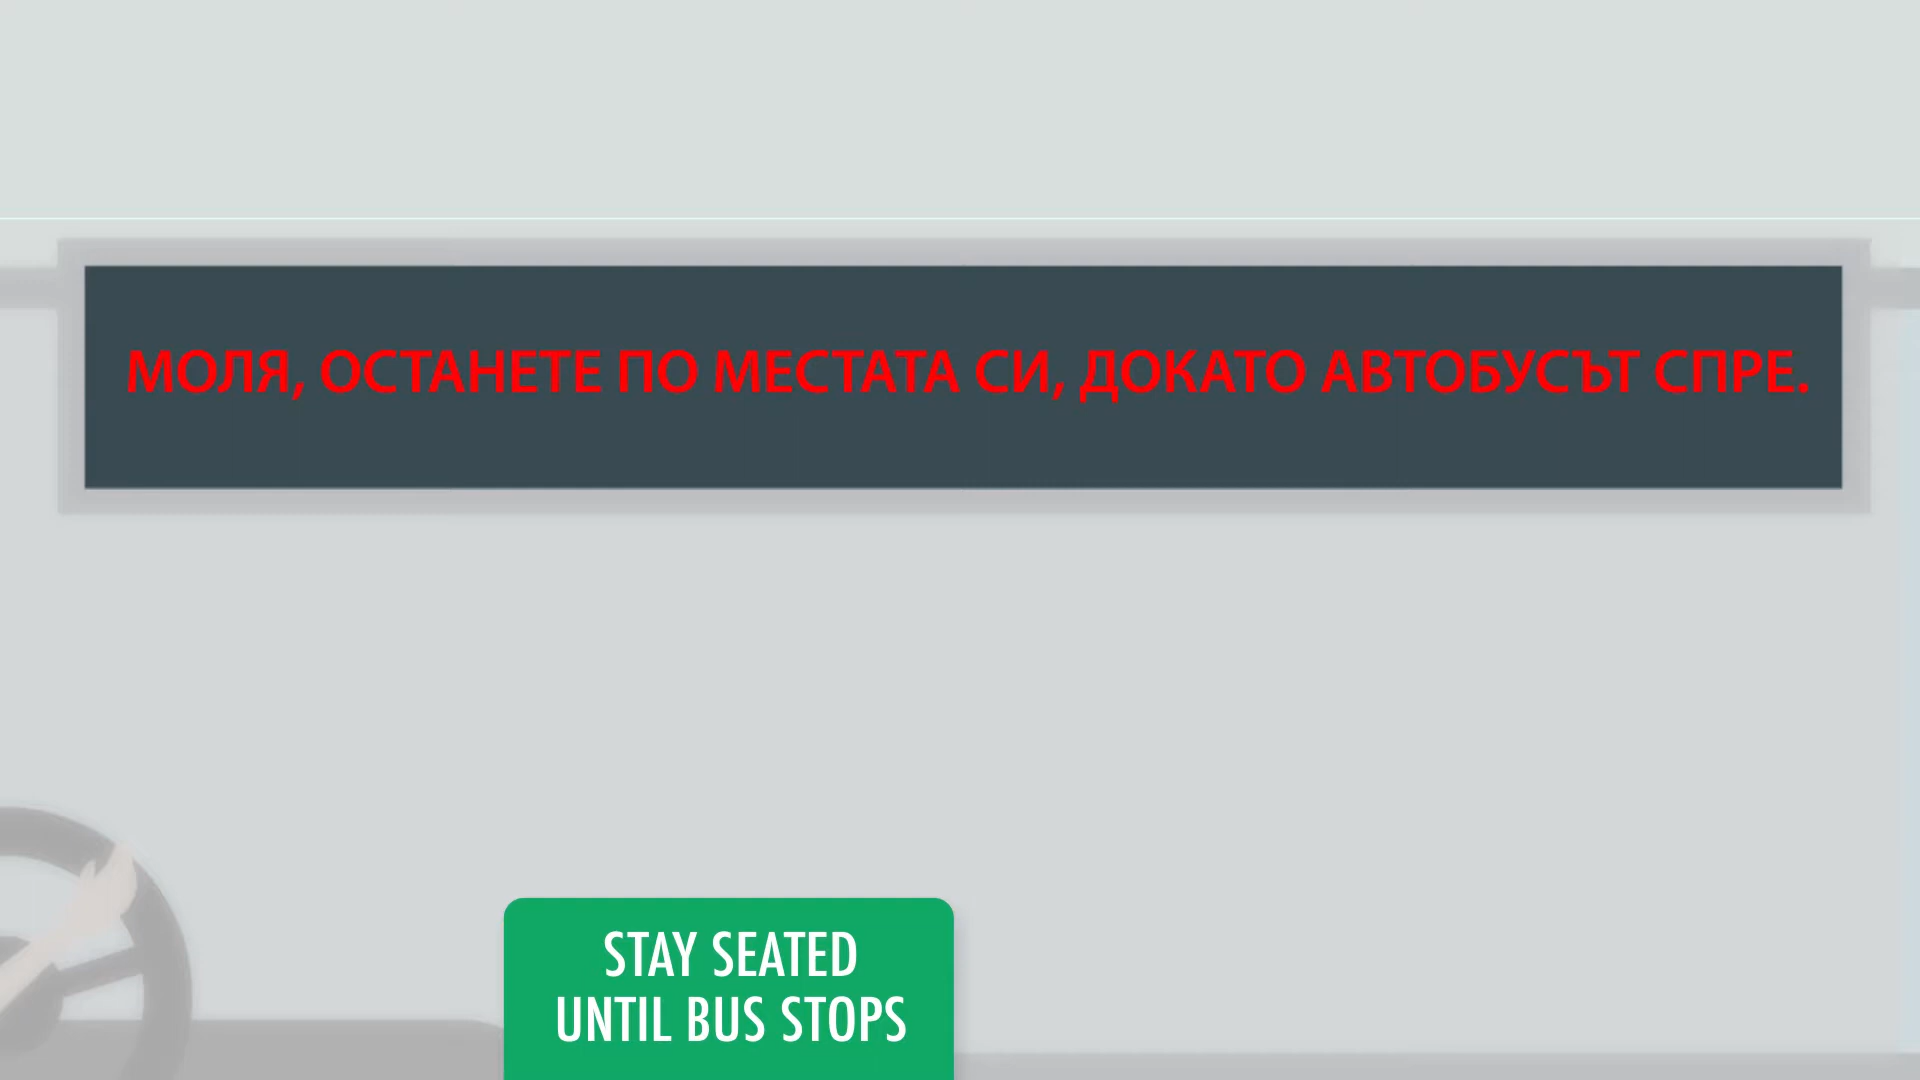 МОЛЯ, ОСТАНЕТЕ ПО МЕСТАТА СИ, ДОКАТО АВТОБУСЪТ СПРЕ.
STAY SEATED
UNTIL BUS STOPS